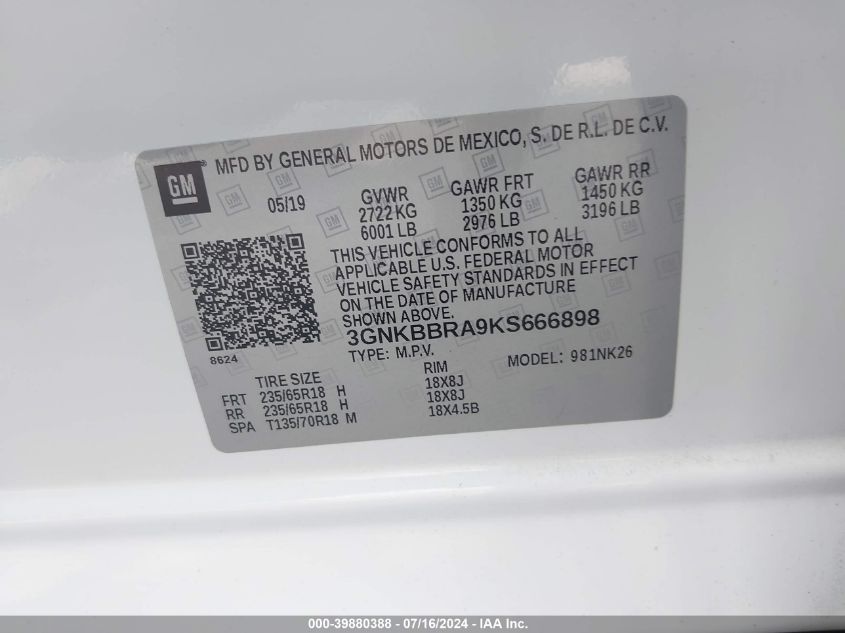 GM
MFD BY GENERAL MOTORS DE MEXICO, S. DE R.L. DE C.V.
05/19
GVWR
2722 KG
6001 LB
GAWR FRT
1350 KG
2976 LB
GAWR RR
1450 KG
3196 LB
THIS VEHICLE CONFORMS TO ALL
APPLICABLE U.S. FEDERAL MOTOR
VEHICLE SAFETY STANDARDS IN EFFECT
ON THE DATE OF MANUFACTURE
SHOWN ABOVE.
3GNKBBRA9KS666898
8624
TYPE: M.P.V.
MODEL: 981NK26
TIRE SIZE RIM
FRT 235/65R18 H 18X8J
RR 235/65R18 H 18X8J
SPA T135/70R18 M 18X4.5B
000-39880388 - 07/16/2024 - IAA Inc.